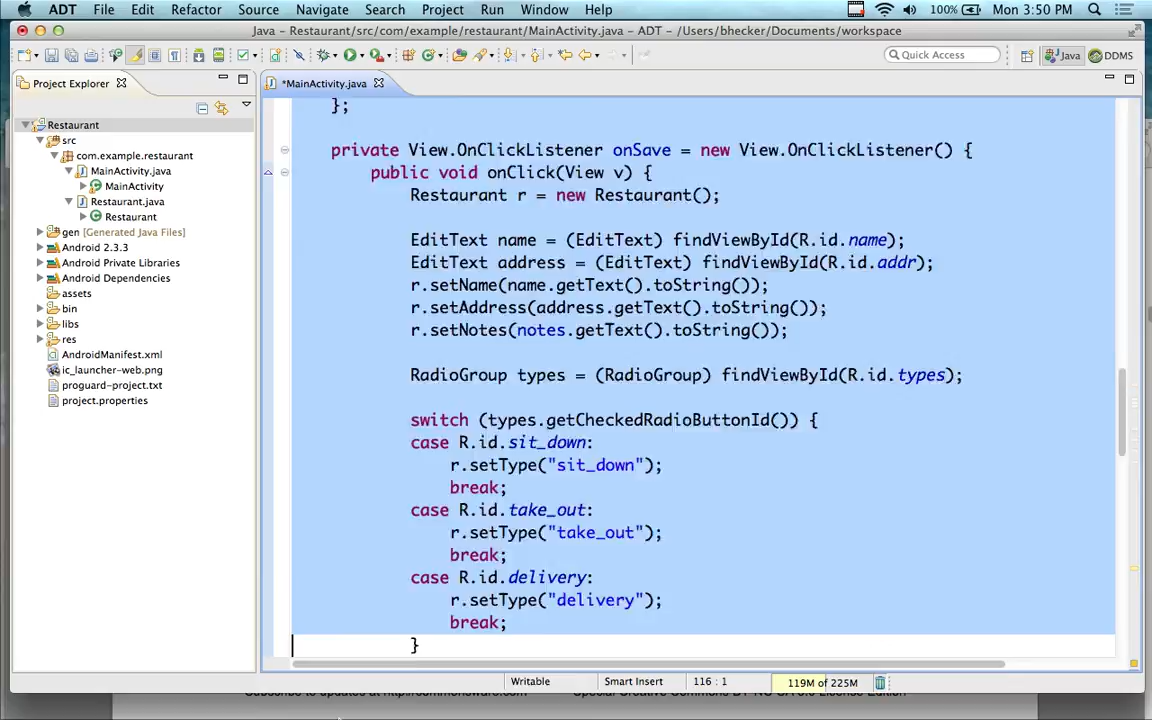 ADT File Edit Refactor Source Navigate Search Project Run Window Help 100% Mon 3:50 PM
Java – Restaurant/src/com/example/restaurant/MainActivity.java – ADT – /Users/bhecker/Documents/workspace
Quick Access Java DDMS
Project Explorer
*MainActivity.java
Restaurant
src
com.example.restaurant
MainActivity.java
MainActivity
Restaurant.java
Restaurant
gen [Generated Java Files]
Android 2.3.3
Android Private Libraries
Android Dependencies
assets
bin
libs
res
AndroidManifest.xml
ic_launcher-web.png
proguard-project.txt
project.properties
};
private View.OnClickListener onSave = new View.OnClickListener() {
public void onClick(View v) {
Restaurant r = new Restaurant();
EditText name = (EditText) findViewById(R.id.name);
EditText address = (EditText) findViewById(R.id.addr);
r.setName(name.getText().toString());
r.setAddress(address.getText().toString());
r.setNotes(notes.getText().toString());
RadioGroup types = (RadioGroup) findViewById(R.id.types);
switch (types.getCheckedRadioButtonId()) {
case R.id.sit_down:
r.setType("sit_down");
break;
case R.id.take_out:
r.setType("take_out");
break;
case R.id.delivery:
r.setType("delivery");
break;
}
Writable Smart Insert 116 : 1 119M of 225M